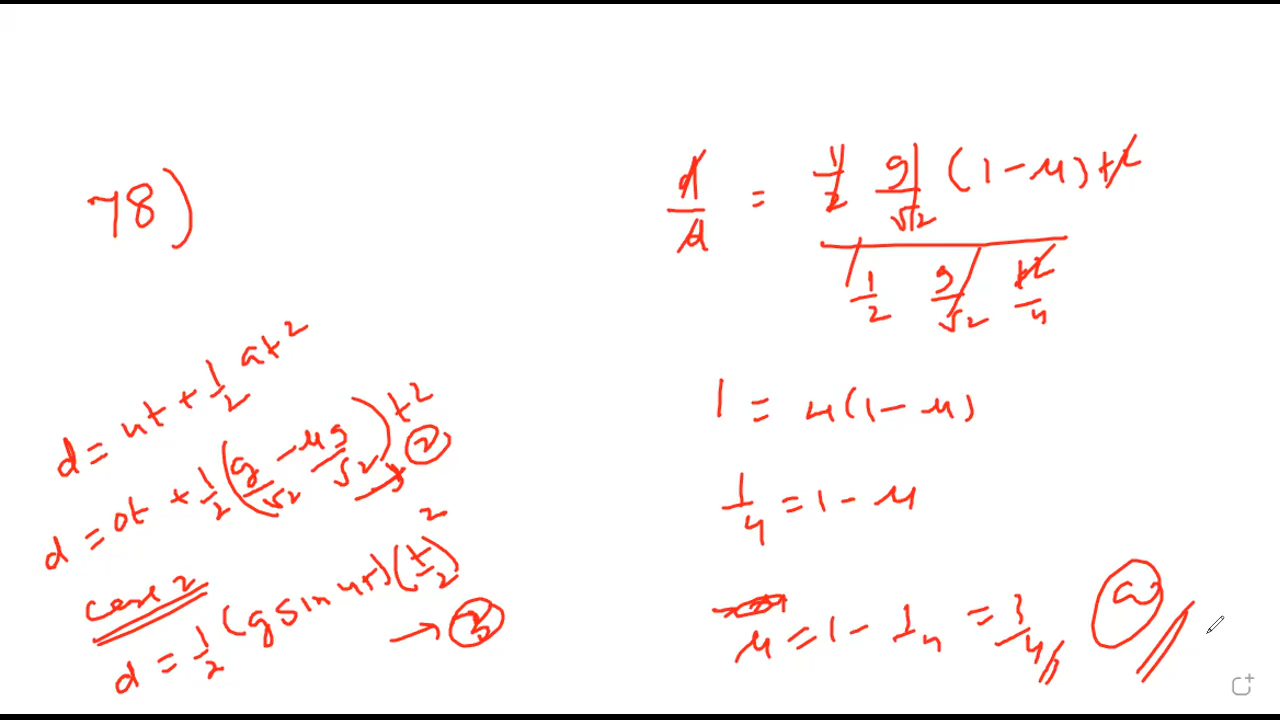 78)
d = ut + 1/2 at²
d = 0t + 1/2 (g/√2 - μg/√2) t² → ②
Case 2
d = 1/2 (g sin 45) (t/2)² → ③
d/d = 1/2 g/√2 (1 - μ) t² / 1/2 g/√2 t²/4
1 = 4(1 - μ)
1/4 = 1 - μ
μ = 1 - 1/4 = 3/4 //